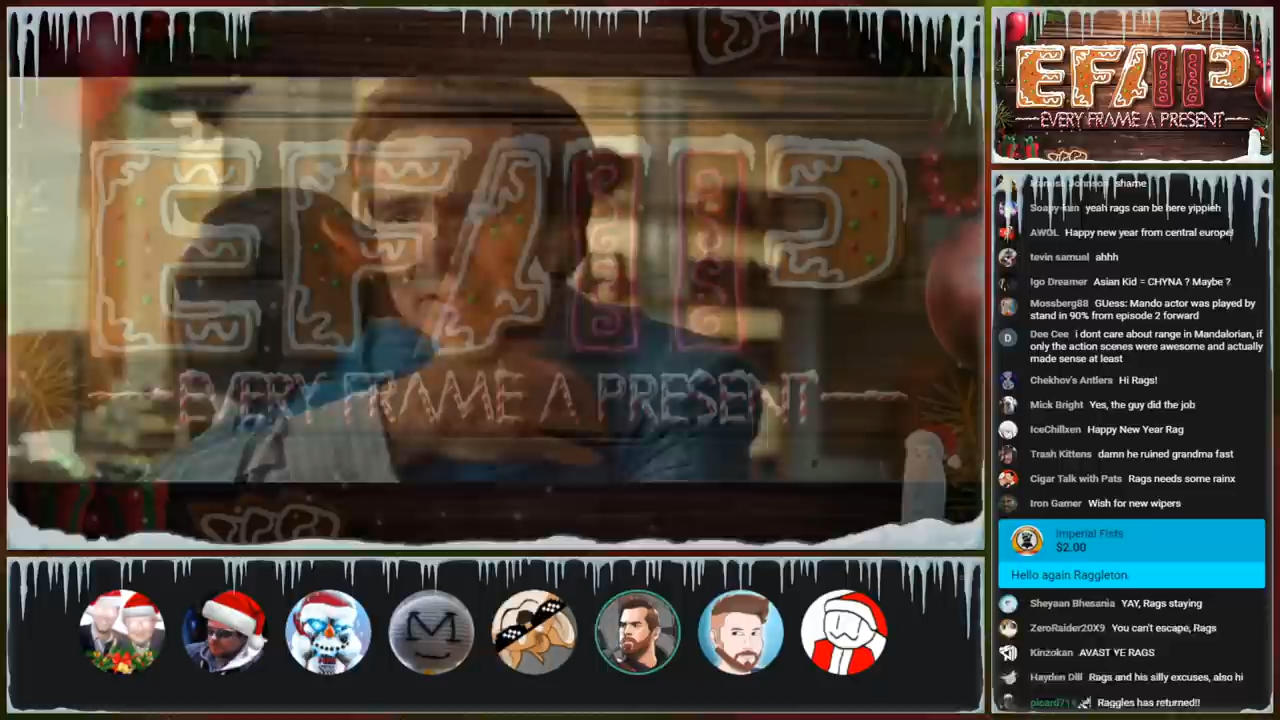 EFAP
EVERY FRAME A PRESENT
EFAP
EVERY FRAME A PRESENT
shame
yeah rags can be here yippieh
AWOL Happy new year from central europe!
tevin samuel ahhh
Igo Dreamer Asian Kid = CHYNA ? Maybe ?
Mossberg88 GUess: Mando actor was played by
stand in 90% from episode 2 forward
D
Dee Cee i dont care about range in Mandalorian, if
only the action scenes were awesome and actually
made sense at least
Chekhov's Antlers Hi Rags!
Mick Bright Yes, the guy did the job
IceChillxen Happy New Year Rag
Trash Kittens damn he ruined grandma fast
Cigar Talk with Pats Rags needs some rainx
Iron Gamer Wish for new wipers
Imperial Fists
$2.00
Hello again Raggleton.
Sheyaan Bhesania YAY, Rags staying
ZeroRaider20X9 You can't escape, Rags
Kinzokan AVAST YE RAGS
Hayden Dill Rags and his silly excuses, also hi
Raggles has returned!!
M